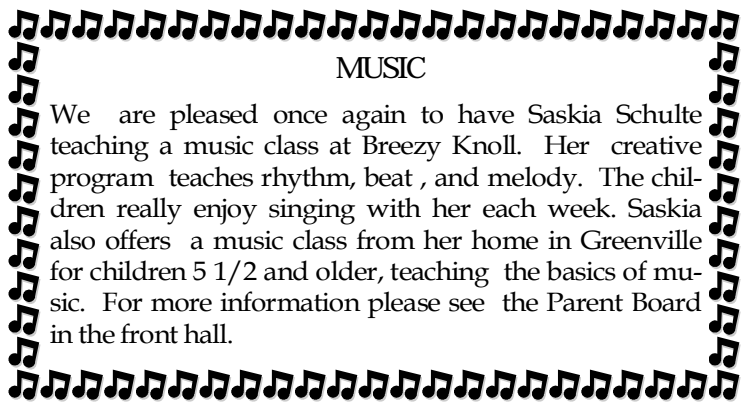 MUSIC
We are pleased once again to have Saskia Schulte
teaching a music class at Breezy Knoll. Her creative
program teaches rhythm, beat , and melody. The chil-
dren really enjoy singing with her each week. Saskia
also offers a music class from her home in Greenville
for children 5 1/2 and older, teaching the basics of mu-
sic. For more information please see the Parent Board
in the front hall.